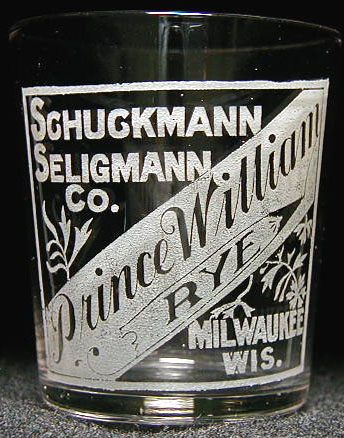 SCHUCKMANN
SELIGMANN
CO.
Prince William
RYE
MILWAUKEE
WIS.